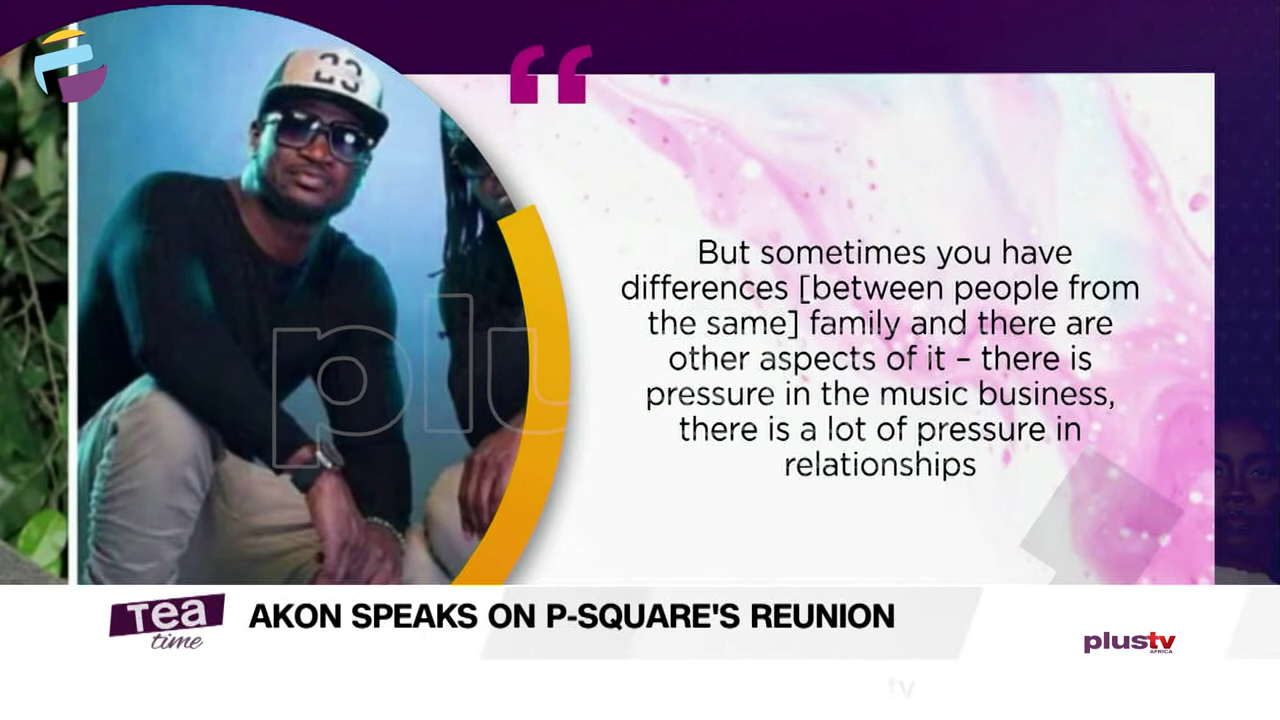 23
“
But sometimes you have
differences [between people from
the same] family and there are
other aspects of it – there is
pressure in the music business,
there is a lot of pressure in
relationships
plu
Tea
time
AKON SPEAKS ON P-SQUARE'S REUNION
plustv
AFRICA
tv